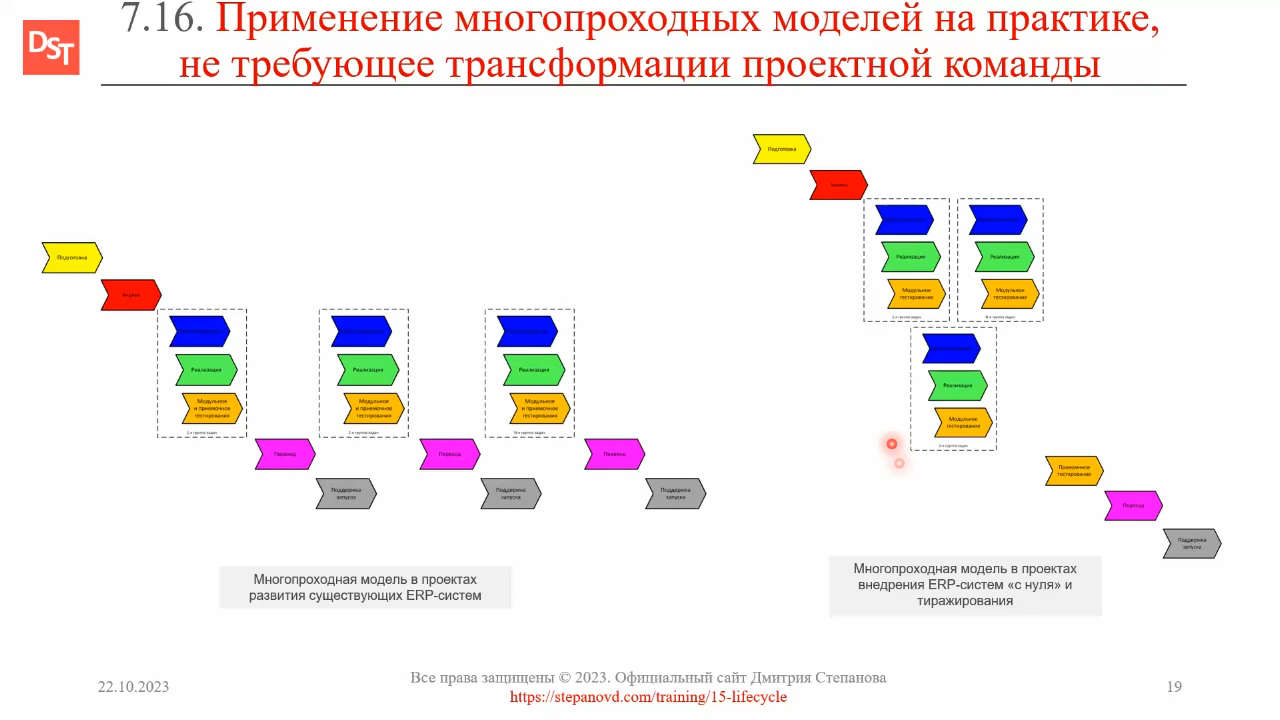 DST
7.16. Применение многопроходных моделей на практике,
не требующее трансформации проектной команды
Подготовка
Реализация
Модульное
и приемочное
тестирования
Переход
Поддержка
запуска
Реализация
Модульное
и приемочное
тестирования
Переход
Поддержка
запуска
Реализация
Модульное
и приемочное
тестирования
Переход
Поддержка
запуска
Многопроходная модель в проектах
развития существующих ERP-систем
Подготовка
Реализация
Модульное
тестирование
Реализация
Модульное
тестирование
Реализация
Модульное
тестирование
Приемочное
тестирование
Переход
Поддержка
запуска
Многопроходная модель в проектах
внедрения ERP-систем «с нуля» и
тиражирования
22.10.2023
Все права защищены © 2023. Официальный сайт Дмитрия Степанова
https://stepanovd.com/training/15-lifecycle
19